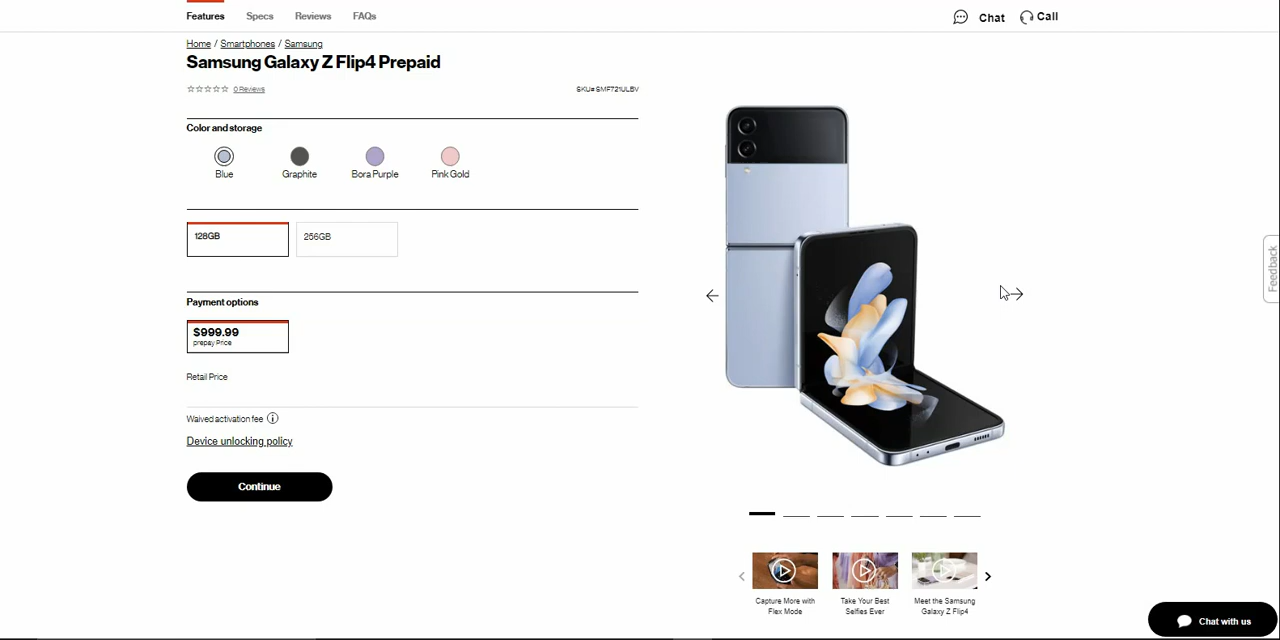 Features Specs Reviews FAQs Chat Call
Home / Smartphones / Samsung
Samsung Galaxy Z Flip4 Prepaid
0 Reviews SKU# SMF721ULBV
Color and storage
Blue Graphite Bora Purple Pink Gold
128GB 256GB
Payment options
$999.99
prepay Price
Retail Price
Waived activation fee
Device unlocking policy
Continue
Feedback
Capture More with
Flex Mode
Take Your Best
Selfies Ever
Meet the Samsung
Galaxy Z Flip4
Chat with us